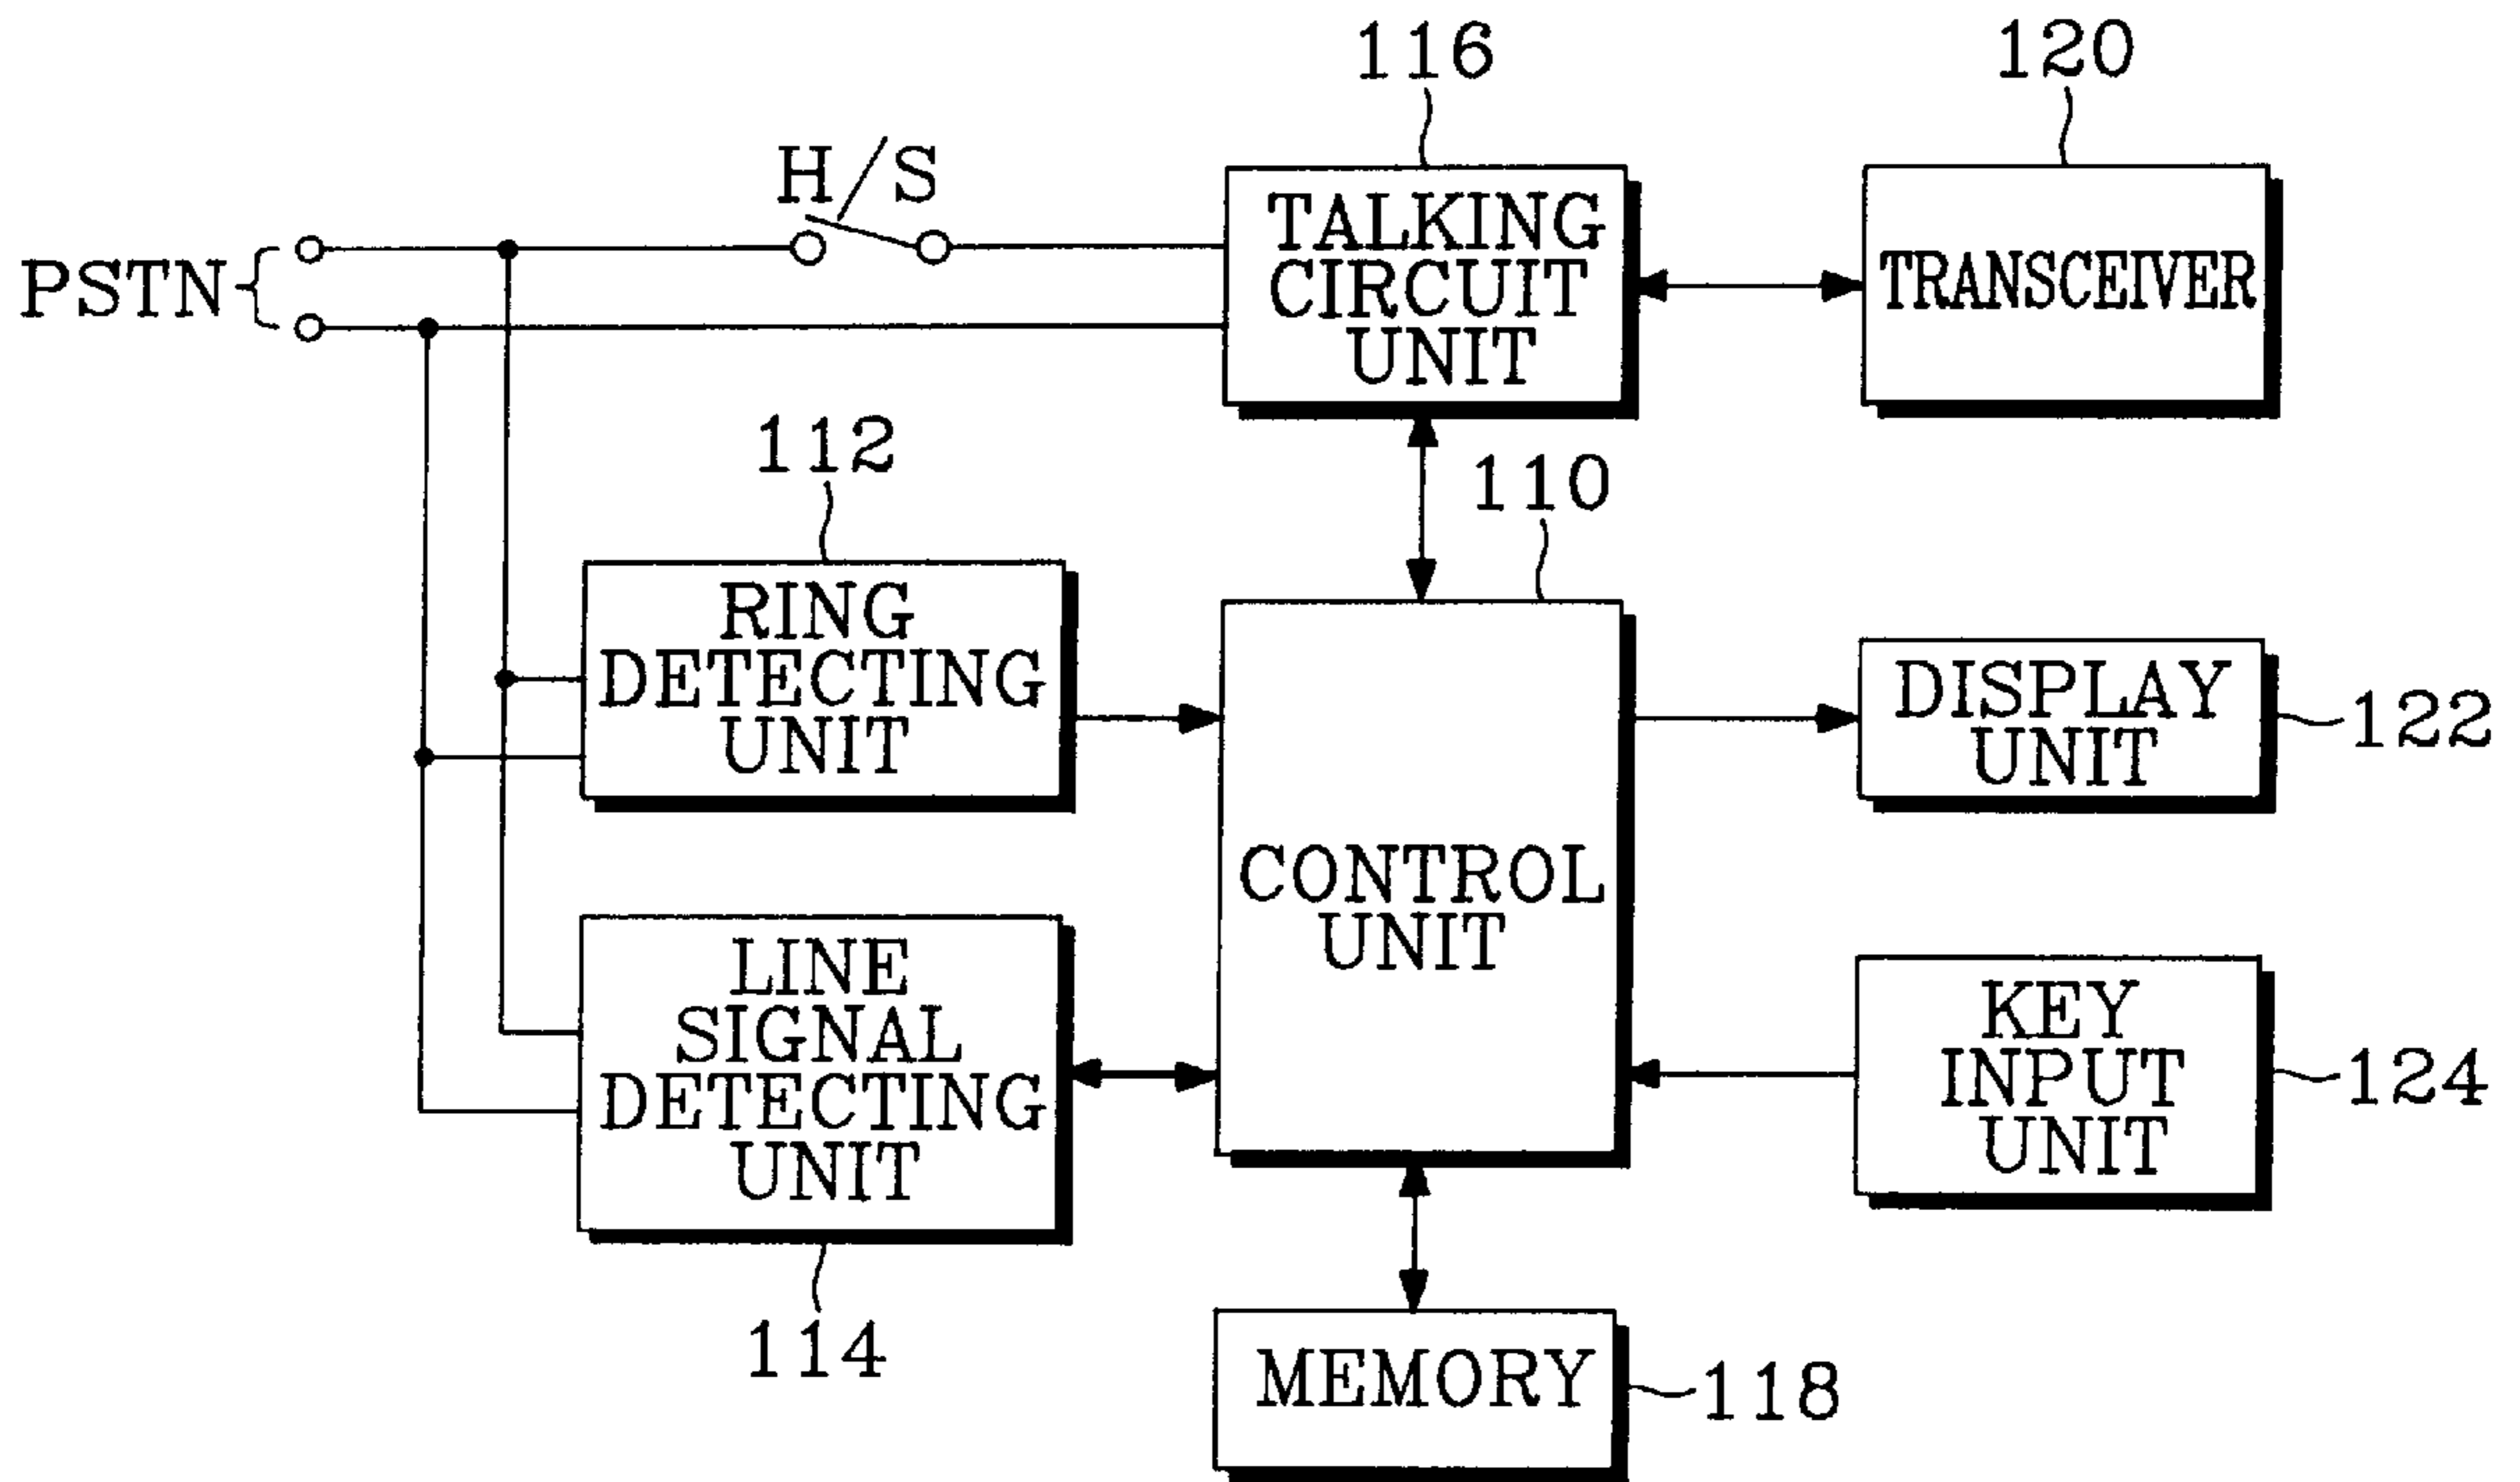 116
120
H/S
PSTN
TALKING
CIRCUIT
UNIT
TRANSCEIVER
112
110
RING
DETECTING
UNIT
DISPLAY
UNIT
122
CONTROL
UNIT
LINE
SIGNAL
DETECTING
UNIT
KEY
INPUT
UNIT
124
114
MEMORY
118